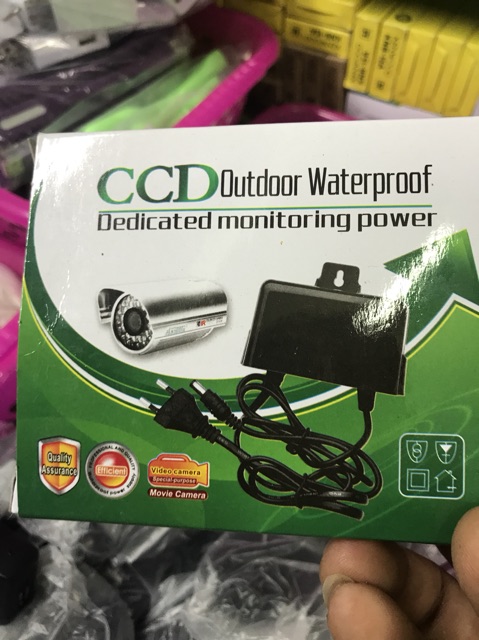 CCD Outdoor Waterproof
Dedicated monitoring power
Quality
Assurance
Efficient
Video camera
Special-purpose
Movie Camera